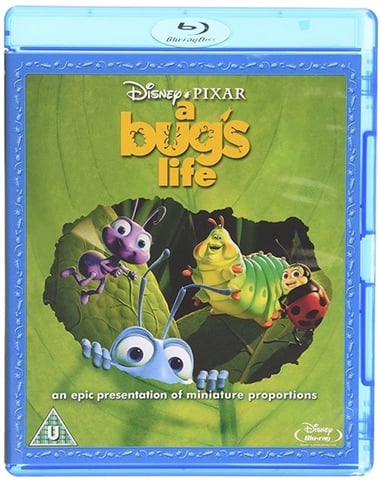 Blu-ray Disc
DISNEY PIXAR
a
bug's
life
an epic presentation of miniature proportions
U
Disney
Blu-ray